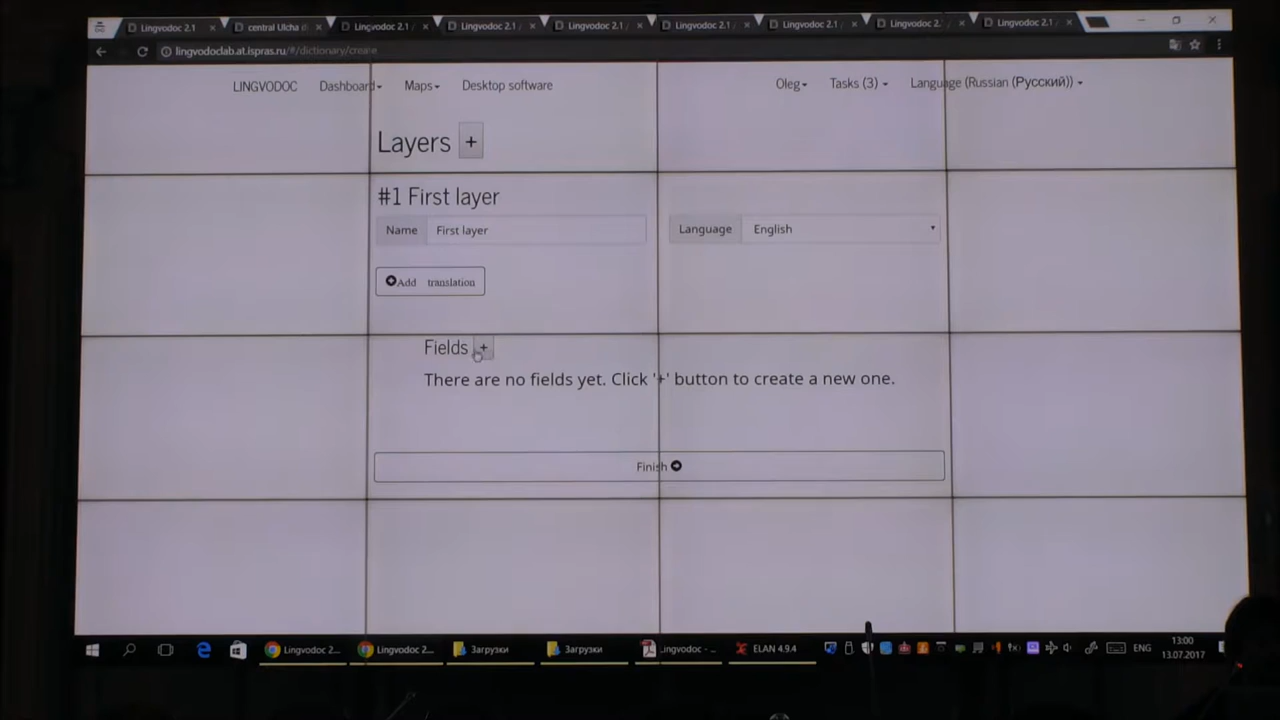 Lingvodoc 2.1
central Ulcha d
Lingvodoc 2.1
Lingvodoc 2.1
Lingvodoc 2.1
Lingvodoc 2.1
Lingvodoc 2.1
Lingvodoc 2.
Lingvodoc 2.1
lingvodoclab.at.ispras.ru/#/dictionary/create
LINGVODOC Dashboard Maps Desktop software Oleg Tasks (3) Language (Russian (Русский))
Layers +
#1 First layer
Name First layer Language English
Add translation
Fields +
There are no fields yet. Click '+' button to create a new one.
Finish
Lingvodoc 2... Lingvodoc 2... Загрузки Загрузки Lingvodoc - ... ELAN 4.9.4 ENG 13:00
13.07.2017